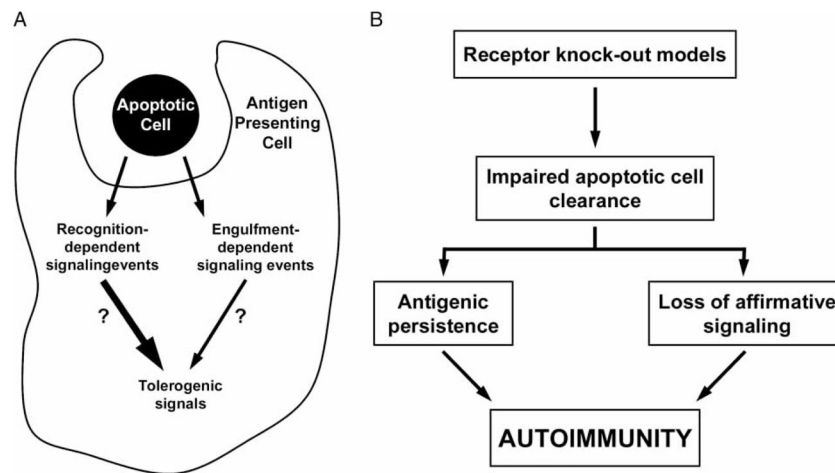 A
Apoptotic
Cell
Antigen
Presenting
Cell
Recognition-
dependent
signalingevents
Engulfment-
dependent
signaling events
?
?
Tolerogenic
signals
B
Receptor knock-out models
Impaired apoptotic cell
clearance
Antigenic
persistence
Loss of affirmative
signaling
AUTOIMMUNITY